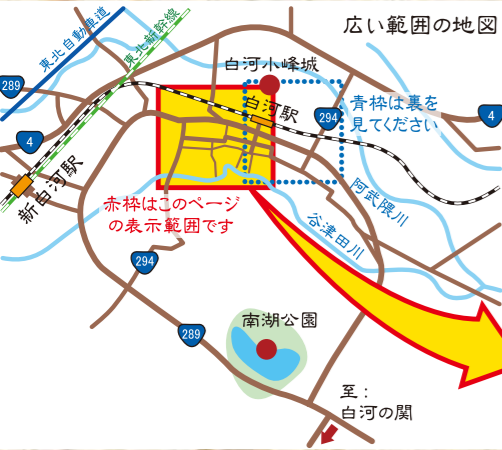 広い範囲の地図
東北自動車道
東北新幹線
289
4
新白河駅
白河小峰城
白河駅
294
青枠は裏を
見てください
4
阿武隈川
谷津田川
赤枠はこのページ
の表示範囲です
294
289
南湖公園
至：
白河の関